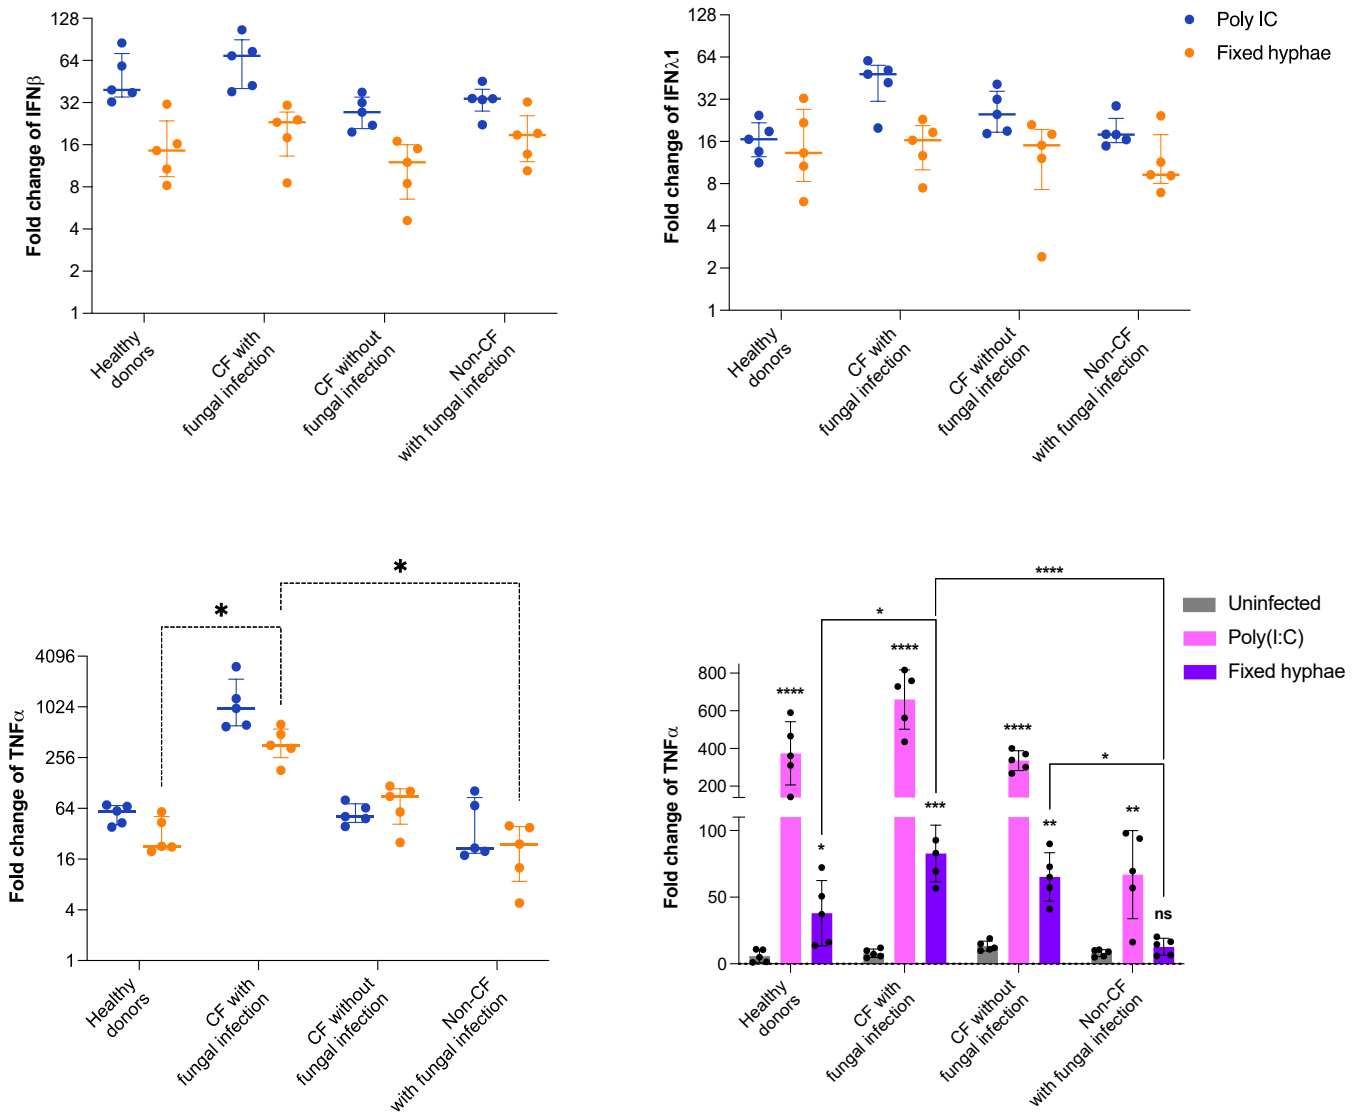 Fold change of IFNβ
128
64
32
16
8
4
2
1
Healthy
donors
CF with
fungal infection
CF without
fungal infection
Non-CF
with fungal infection
Fold change of IFNλ1
128
64
32
16
8
4
2
1
Healthy
donors
CF with
fungal infection
CF without
fungal infection
Non-CF
with fungal infection
Poly IC
Fixed hyphae
Fold change of TNFα
4096
1024
256
64
16
4
1
*
*
Healthy
donors
CF with
fungal infection
CF without
fungal infection
Non-CF
with fungal infection
Fold change of TNFα
800
600
400
200
100
50
0
****
*
****
****
****
*
***
**
**
*
ns
Healthy
donors
CF with
fungal infection
CF without
fungal infection
Non-CF
with fungal infection
Uninfected
Poly(I:C)
Fixed hyphae